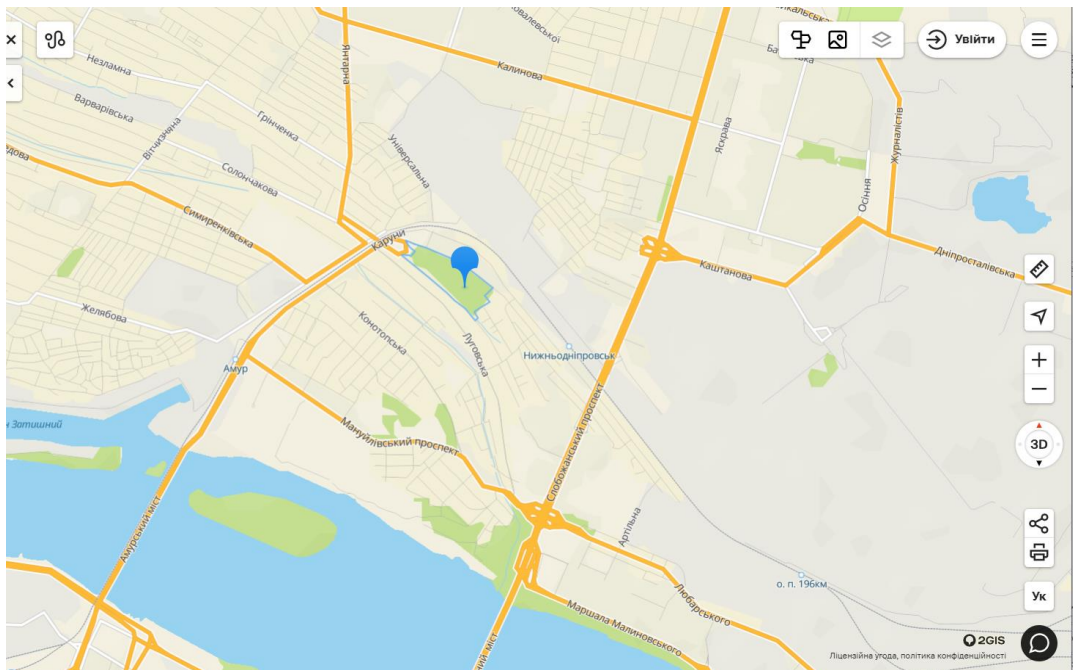 Увійти
Незламна
Янтарна
Калинова
Варварівська
Вітчизняна
Грінченка
Універсальна
Яскрава
Журналістів
Солончакова
Осіння
Симиренківська
Каруни
Каштанова
Дніпросталівська
Желябова
Конотопська
Луговська
Нижньодніпровськ
Амур
Затишний
Мануйлівський проспект
Слобожанський проспект
3D
Амурський міст
Артільна
о. п. 196км
Любарського
Маршала Малиновського
міст
Ук
2GIS
Ліцензійна угода, політика конфіденційності